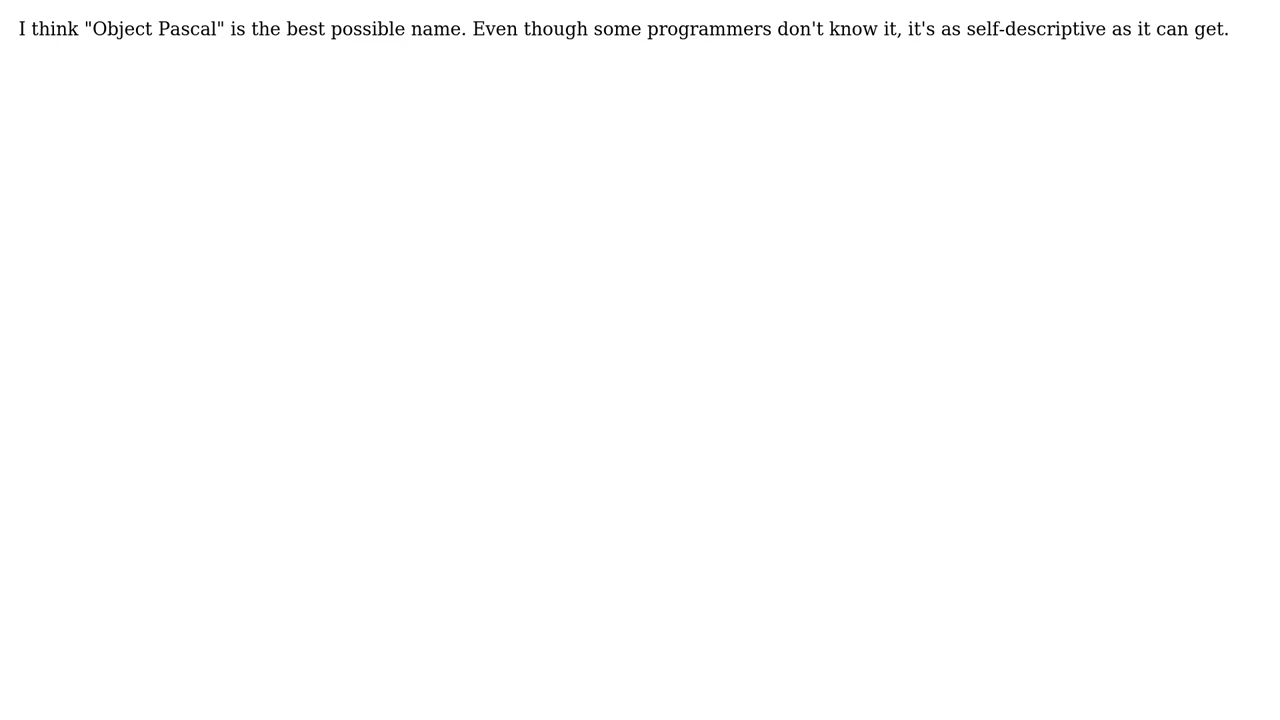 I think "Object Pascal" is the best possible name. Even though some programmers don't know it, it's as self-descriptive as it can get.